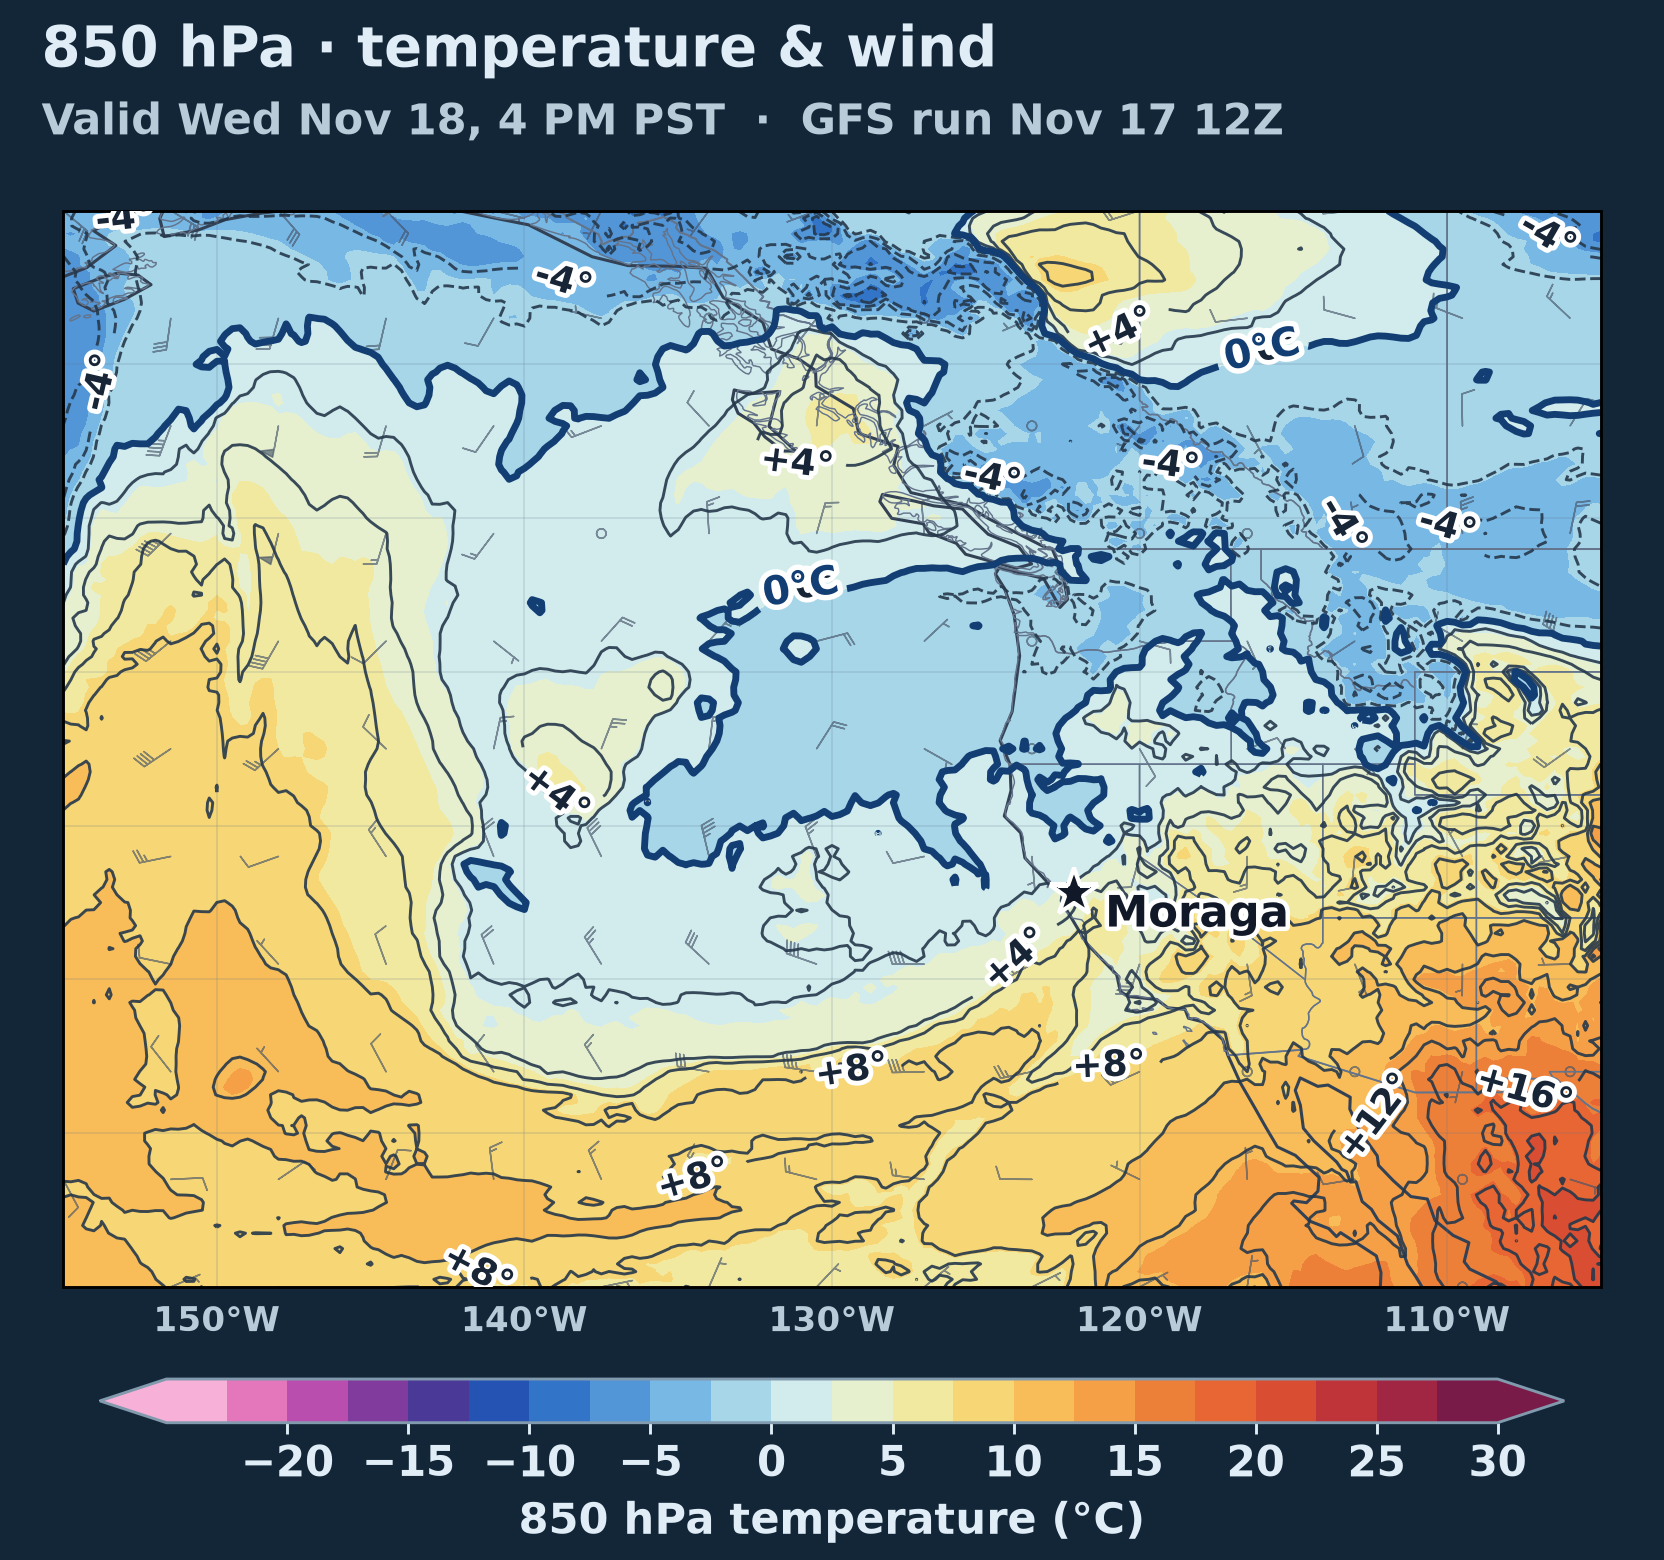 850 hPa · temperature & wind
Valid Wed Nov 18, 4 PM PST · GFS run Nov 17 12Z
-4°
-4°
-4°
+4°
0°C
-4°
+4°
-4°
-4°
-4°
-4°
0°C
+4°
Moraga
+4°
+8°
+8°
+16°
+12°
+8°
+8°
150°W 140°W 130°W 120°W 110°W
−20 −15 −10 −5 0 5 10 15 20 25 30
850 hPa temperature (°C)